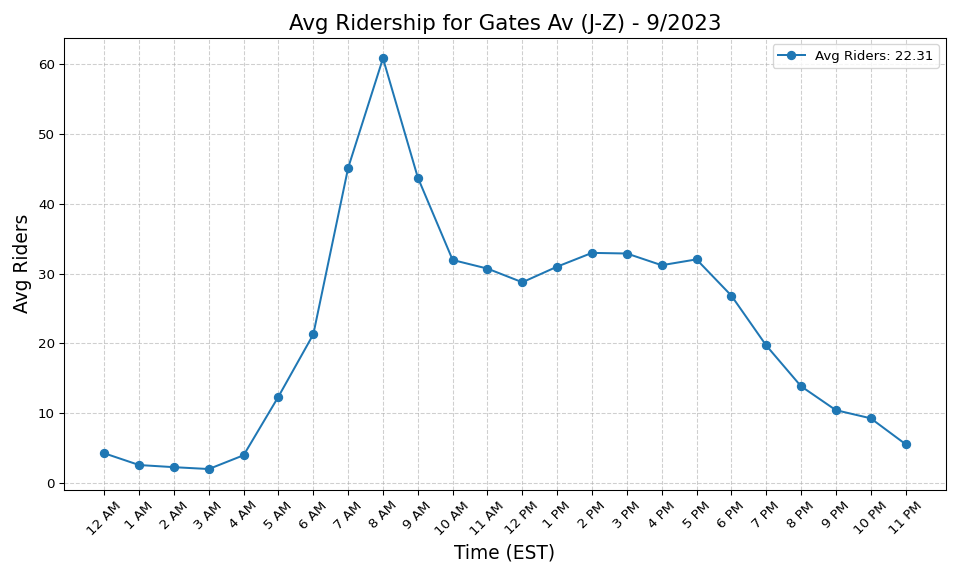 Avg Ridership for Gates Av (J-Z) - 9/2023
Avg Riders: 22.31
Avg Riders
60
50
40
30
20
10
0
12 AM
1 AM
2 AM
3 AM
4 AM
5 AM
6 AM
7 AM
8 AM
9 AM
10 AM
11 AM
12 PM
1 PM
2 PM
3 PM
4 PM
5 PM
6 PM
7 PM
8 PM
9 PM
10 PM
11 PM
Time (EST)